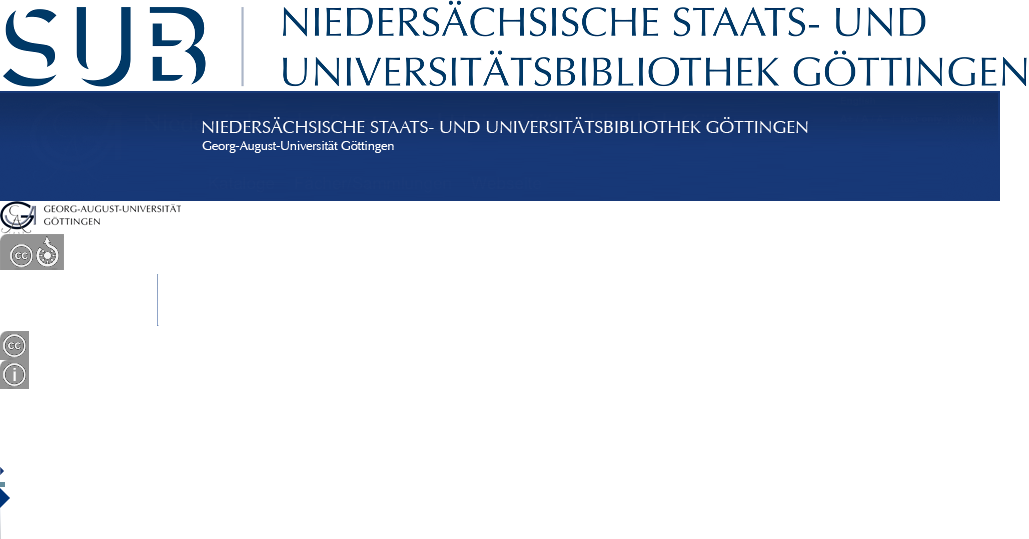 SUB
NIEDERSÄCHSISCHE STAATS- UND
UNIVERSITÄTSBIBLIOTHEK GÖTTINGEN
NIEDERSÄCHSISCHE STAATS- UND UNIVERSITÄTSBIBLIOTHEK GÖTTINGEN
Georg-August-Universität Göttingen
GEORG-AUGUST-UNIVERSITÄT
GÖTTINGEN
cc
cc
i